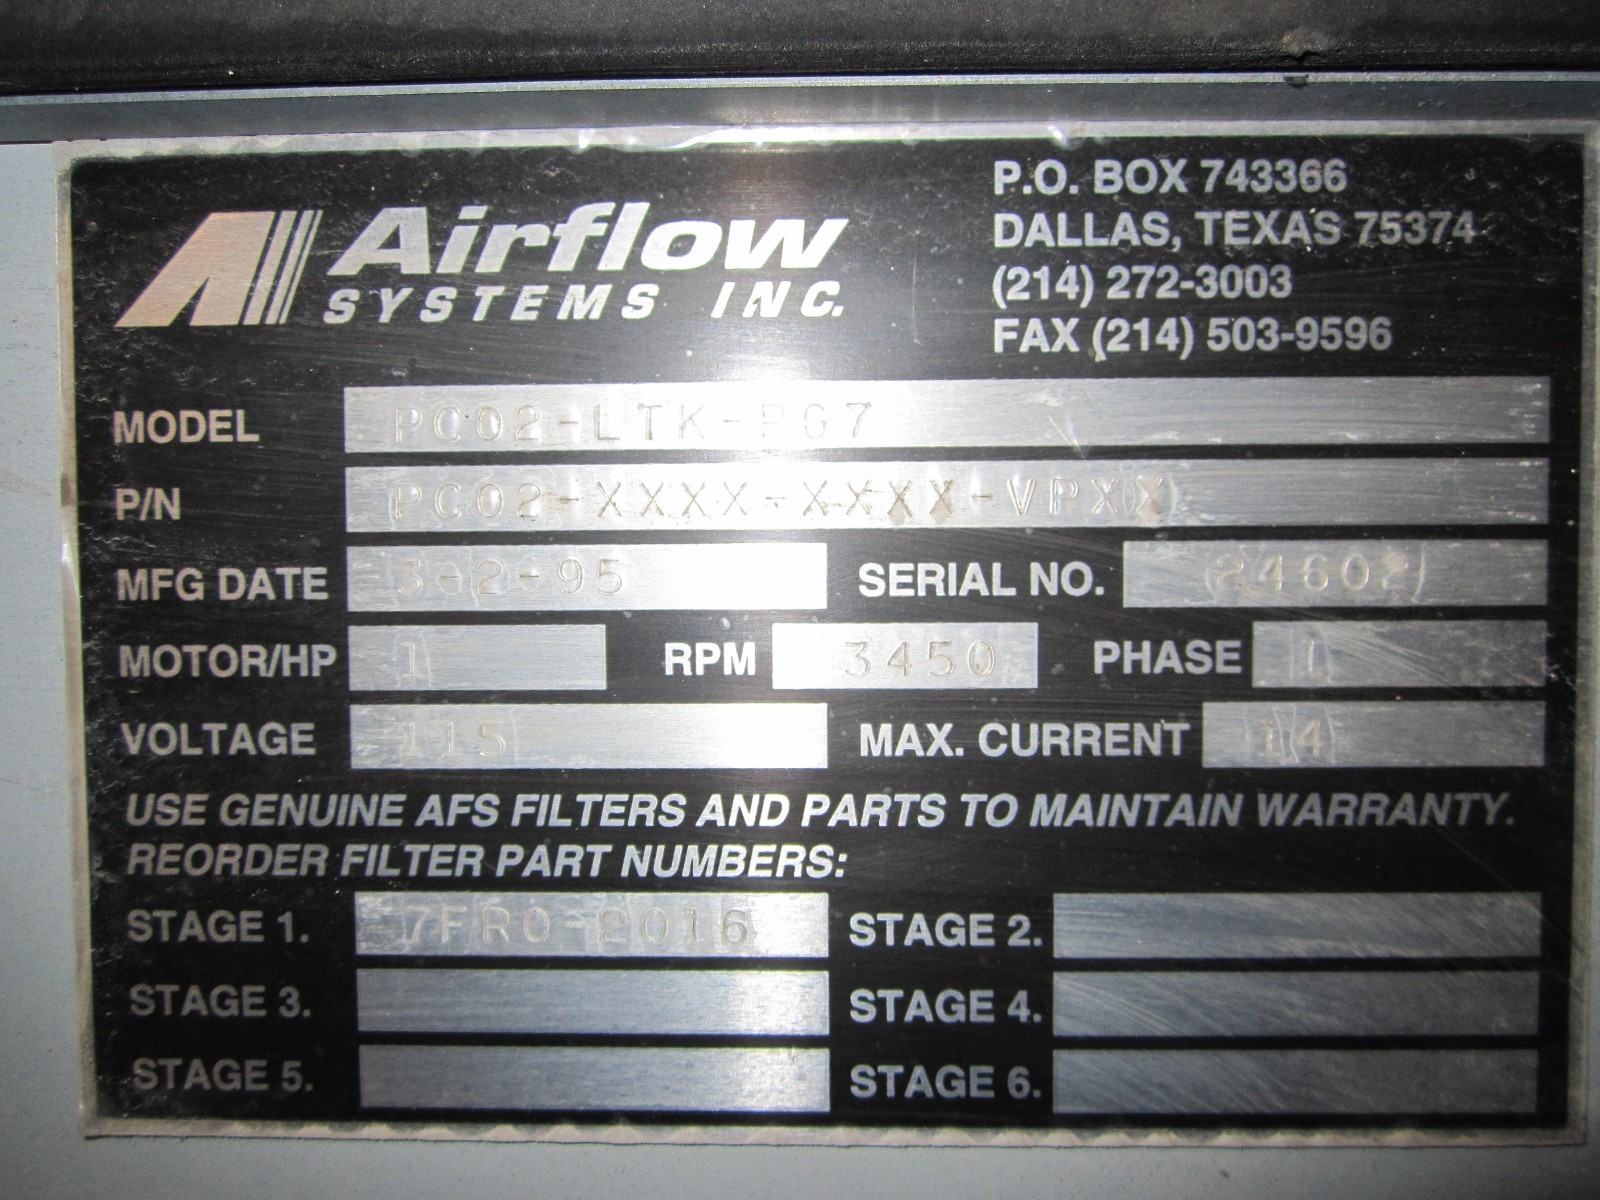 Airflow
SYSTEMS INC.
P.O. BOX 743366
DALLAS, TEXAS 75374
(214) 272-3003
FAX (214) 503-9596
MODEL PC02-LTK-PG7
P/N PC02-XXXX-XXXX-VPXX
MFG DATE 3-2-95 SERIAL NO. 24602
MOTOR/HP 1 RPM 3450 PHASE 1
VOLTAGE 115 MAX. CURRENT 14
USE GENUINE AFS FILTERS AND PARTS TO MAINTAIN WARRANTY.
REORDER FILTER PART NUMBERS:
STAGE 1. 7FR0-2016 STAGE 2.
STAGE 3. STAGE 4.
STAGE 5. STAGE 6.